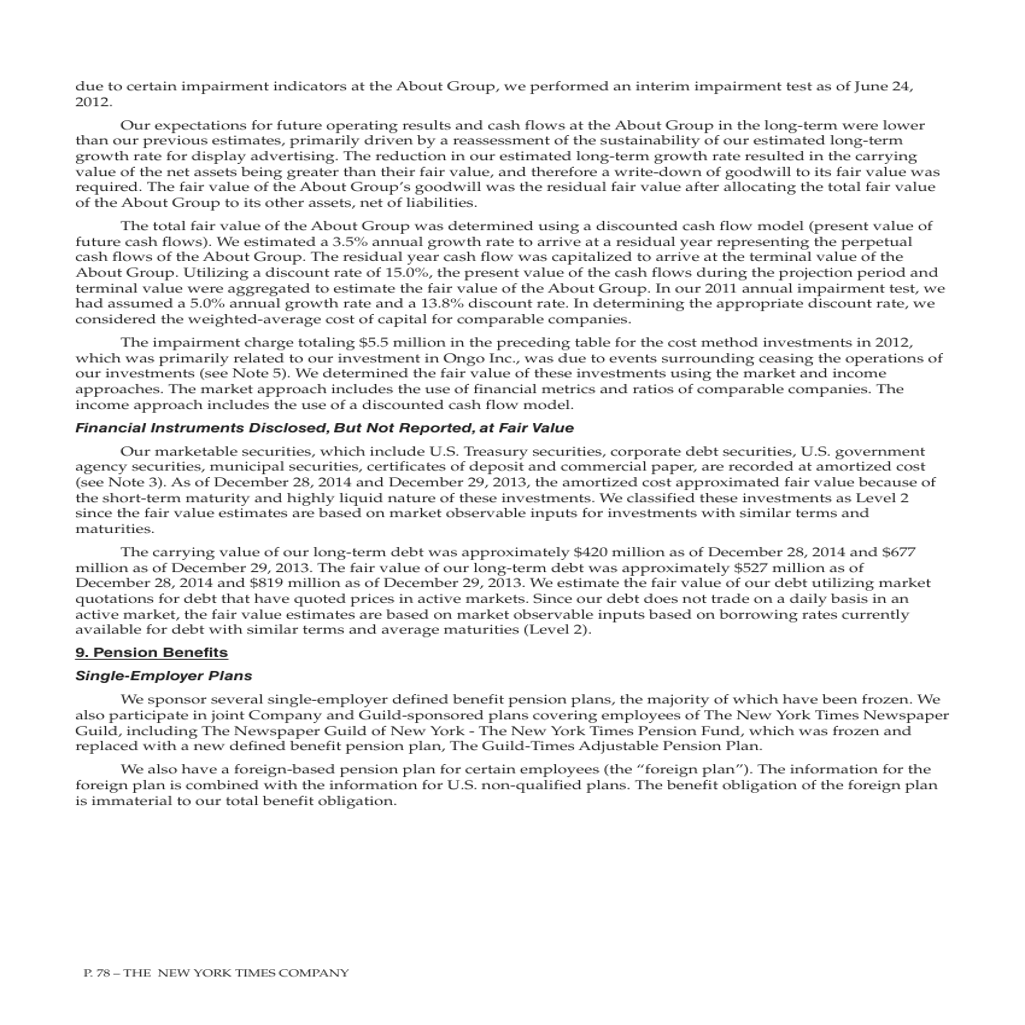 due to certain impairment indicators at the About Group, we performed an interim impairment test as of June 24,
2012.
Our expectations for future operating results and cash flows at the About Group in the long-term were lower
than our previous estimates, primarily driven by a reassessment of the sustainability of our estimated long-term
growth rate for display advertising. The reduction in our estimated long-term growth rate resulted in the carrying
value of the net assets being greater than their fair value, and therefore a write-down of goodwill to its fair value was
required. The fair value of the About Group's goodwill was the residual fair value after allocating the total fair value
of the About Group to its other assets, net of liabilities.
The total fair value of the About Group was determined using a discounted cash flow model (present value of
future cash flows). We estimated a 3.5% annual growth rate to arrive at a residual year representing the perpetual
cash flows of the About Group. The residual year cash flow was capitalized to arrive at the terminal value of the
About Group. Utilizing a discount rate of 15.0%, the present value of the cash flows during the projection period and
terminal value were aggregated to estimate the fair value of the About Group. In our 2011 annual impairment test, we
had assumed a 5.0% annual growth rate and a 13.8% discount rate. In determining the appropriate discount rate, we
considered the weighted-average cost of capital for comparable companies.
The impairment charge totaling $5.5 million in the preceding table for the cost method investments in 2012,
which was primarily related to our investment in Ongo Inc., was due to events surrounding ceasing the operations of
our investments (see Note 5). We determined the fair value of these investments using the market and income
approaches. The market approach includes the use of financial metrics and ratios of comparable companies. The
income approach includes the use of a discounted cash flow model.
Financial Instruments Disclosed, But Not Reported, at Fair Value
Our marketable securities, which include U.S. Treasury securities, corporate debt securities, U.S. government
agency securities, municipal securities, certificates of deposit and commercial paper, are recorded at amortized cost
(see Note 3). As of December 28, 2014 and December 29, 2013, the amortized cost approximated fair value because of
the short-term maturity and highly liquid nature of these investments. We classified these investments as Level 2
since the fair value estimates are based on market observable inputs for investments with similar terms and
maturities.
The carrying value of our long-term debt was approximately $420 million as of December 28, 2014 and $677
million as of December 29, 2013. The fair value of our long-term debt was approximately $527 million as of
December 28, 2014 and $819 million as of December 29, 2013. We estimate the fair value of our debt utilizing market
quotations for debt that have quoted prices in active markets. Since our debt does not trade on a daily basis in an
active market, the fair value estimates are based on market observable inputs based on borrowing rates currently
available for debt with similar terms and average maturities (Level 2).
9. Pension Benefits
Single-Employer Plans
We sponsor several single-employer defined benefit pension plans, the majority of which have been frozen. We
also participate in joint Company and Guild-sponsored plans covering employees of The New York Times Newspaper
Guild, including The Newspaper Guild of New York - The New York Times Pension Fund, which was frozen and
replaced with a new defined benefit pension plan, The Guild-Times Adjustable Pension Plan.
We also have a foreign-based pension plan for certain employees (the “foreign plan”). The information for the
foreign plan is combined with the information for U.S. non-qualified plans. The benefit obligation of the foreign plan
is immaterial to our total benefit obligation.
P. 78 – THE NEW YORK TIMES COMPANY